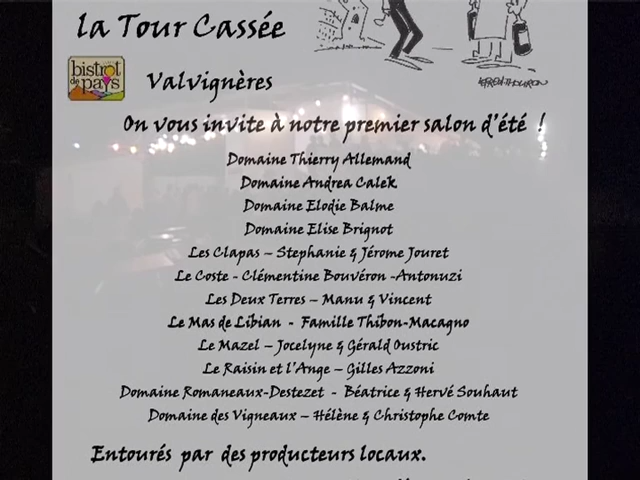 la Tour Cassée
bistrot
de pays
Valvignères
On vous invite à notre premier salon d'été !
Domaine Thierry Allemand
Domaine Andrea Calek
Domaine Elodie Balme
Domaine Elise Brignot
Les Clapas – Stephanie & Jérome Jouret
Le Coste - Clémentine Bouvéron -Antonuzi
Les Deux Terres – Manu & Vincent
Le Mas de Libian - Famille Thibon-Macagno
Le Mazel – Jocelyne & Gérald Oustric
Le Raisin et l'Ange – Gilles Azzoni
Domaine Romaneaux-Destezet - Béatrice & Hervé Souhaut
Domaine des Vigneaux – Hélène & Christophe Comte
Entourés par des producteurs locaux.